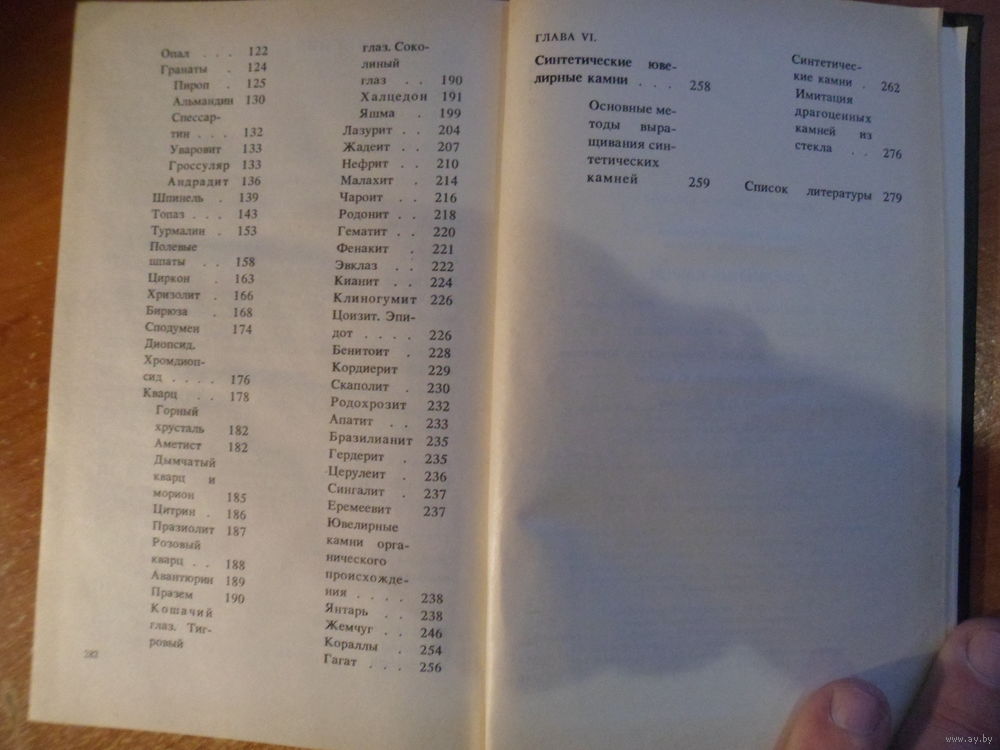 Опал . . . 122
Гранаты . 124
Пироп . 125
Альмандин 130
Спессар-
тин . . . 132
Уваровит 133
Гроссуляр 133
Андрадит 136
Шпинель . 139
Топаз . . . 143
Турмалин . 153
Полевые
шпаты . . 158
Циркон . 163
Хризолит . 166
Бирюза . 168
Сподумен 174
Диопсид.
Хромдиоп-
сид . . . . 176
Кварц . . 178
Горный
хрусталь 182
Аметист 182
Дымчатый
кварц и
морион 185
Цитрин . 186
Празиолит 187
Розовый
кварц . . 188
Авантюрин 189
Празем 190
Кошачий
глаз. Тиг-
ровый
282
глаз. Соко-
линый
глаз . . 190
Халцедон 191
Яшма . 199
Лазурит . . 204
Жадеит . . 207
Нефрит . . 210
Малахит . 214
Чароит . . 216
Родонит . . 218
Гематит . . 220
Фенакит . 221
Эвклаз . . 222
Кианит . . 224
Клиногумит 226
Цоизит. Эпи-
дот . . . . 226
Бенитоит . 228
Кордиерит 229
Скаполит . 230
Родохрозит 232
Апатит . . 233
Бразилианит 235
Гердерит . 235
Церулеит . 236
Сингалит . 237
Еремеевит 237
Ювелирные
камни орга-
нического
происхожде-
ния . . . . 238
Янтарь . . 238
Жемчуг . . 246
Кораллы . 254
Гагат . . . 256
ГЛАВА VI.
Синтетические юве-
лирные камни . . . 258
Основные ме-
тоды выра-
щивания син-
тетических
камней 259
Синтетичес-
кие камни . 262
Имитация
драгоценных
камней из
стекла . . 276
Список литературы 279
www.ay.by